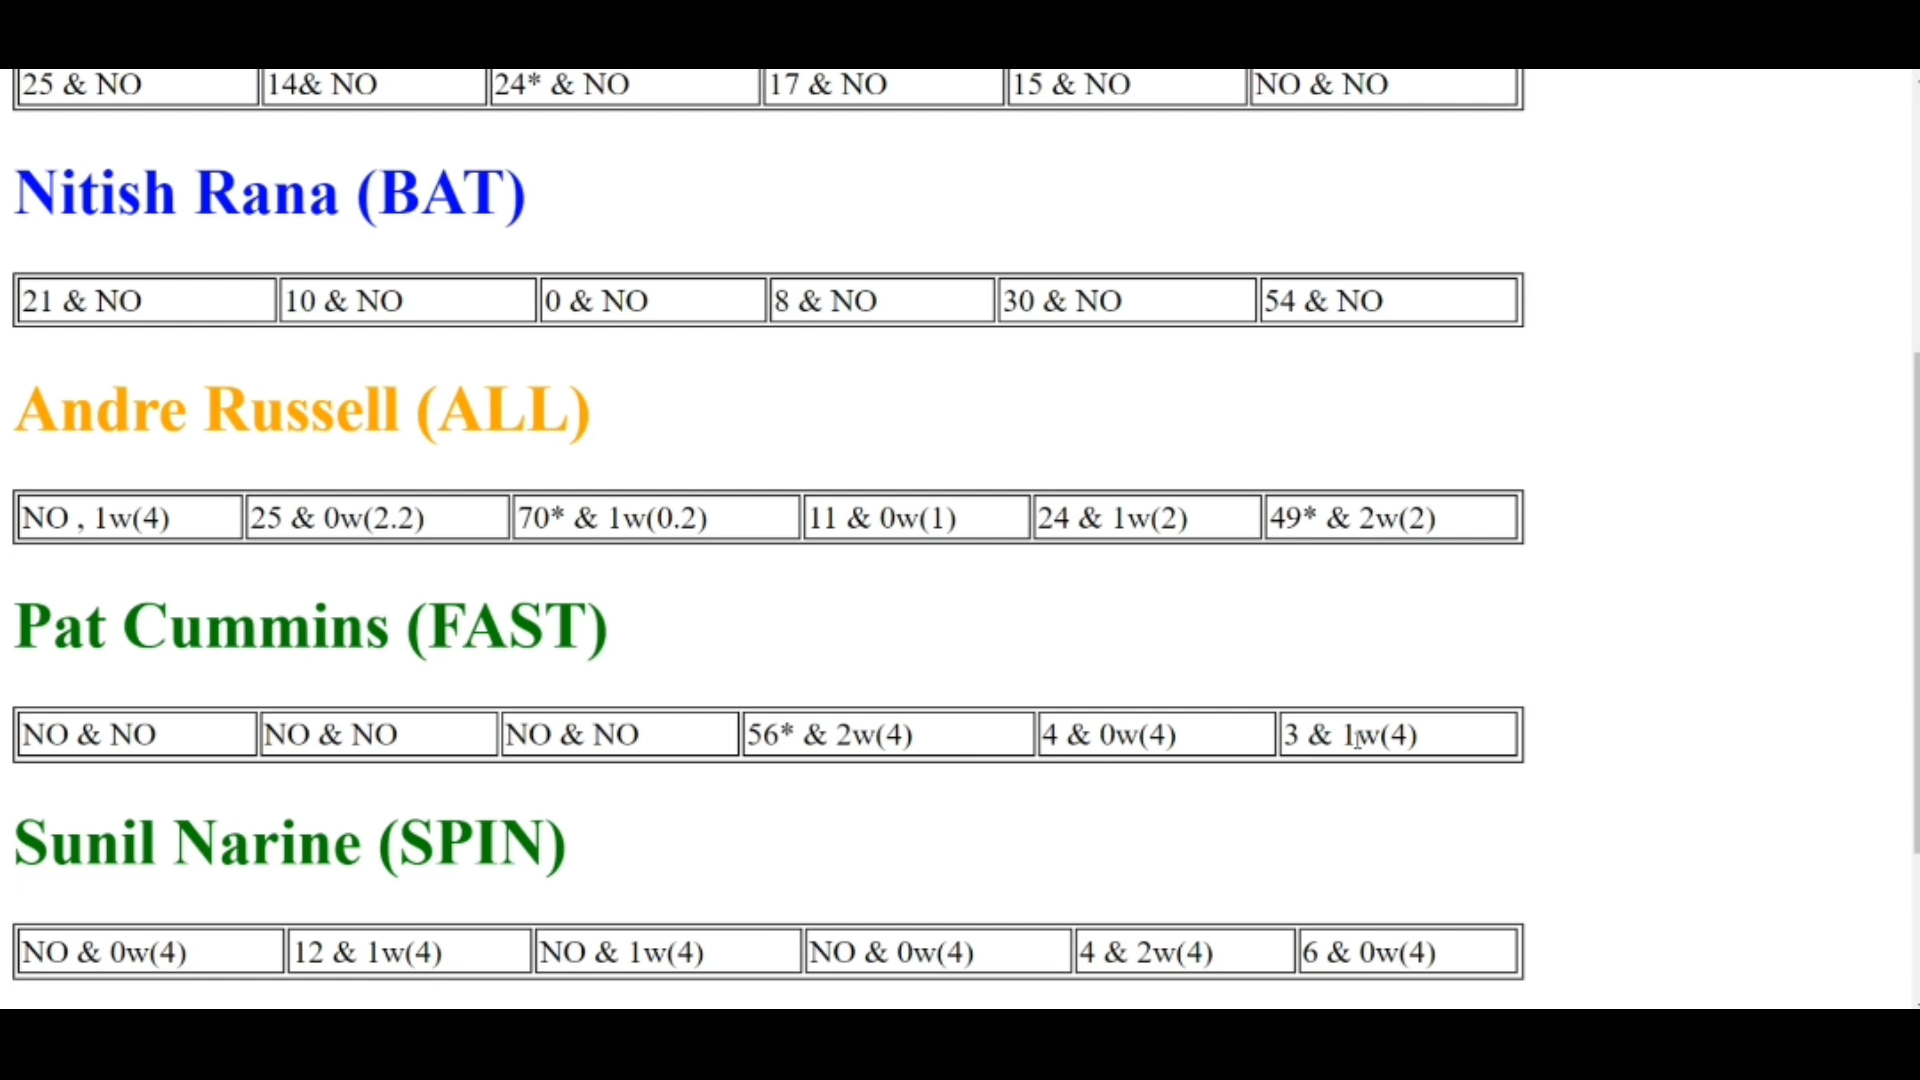 25 & NO 14& NO 24* & NO 17 & NO 15 & NO NO & NO
Nitish Rana (BAT)
21 & NO 10 & NO 0 & NO 8 & NO 30 & NO 54 & NO
Andre Russell (ALL)
NO , 1w(4) 25 & 0w(2.2) 70* & 1w(0.2) 11 & 0w(1) 24 & 1w(2) 49* & 2w(2)
Pat Cummins (FAST)
NO & NO NO & NO NO & NO 56* & 2w(4) 4 & 0w(4) 3 & 1w(4)
Sunil Narine (SPIN)
NO & 0w(4) 12 & 1w(4) NO & 1w(4) NO & 0w(4) 4 & 2w(4) 6 & 0w(4)